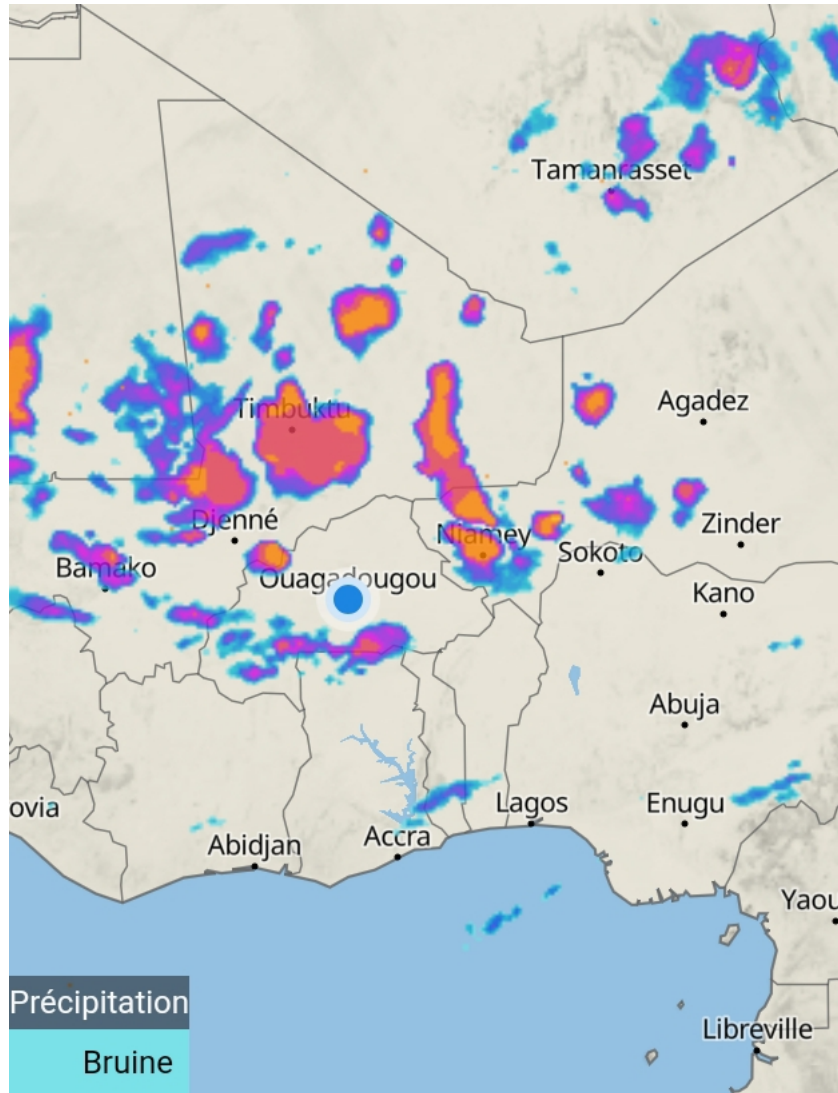 Tamanrasset
Timbuktu
Agadez
Djenné
Niamey
Zinder
Sokoto
Bamako
Ouagadougou
Kano
Abuja
ovia
Lagos
Enugu
Accra
Abidjan
Yaou
Précipitation
Libreville
Bruine